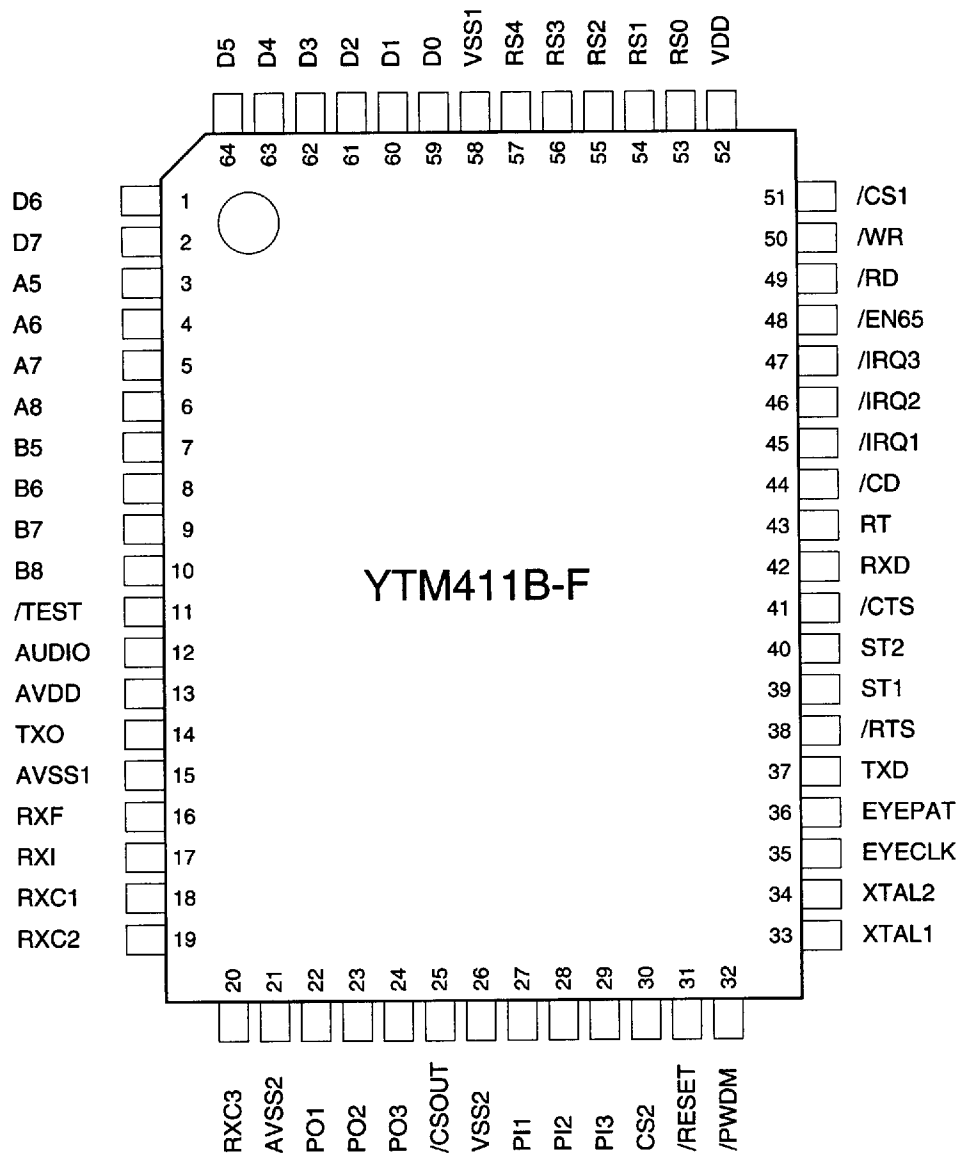 D5 D4 D3 D2 D1 D0 VSS1 RS4 RS3 RS2 RS1 RS0 VDD
64 63 62 61 60 59 58 57 56 55 54 53 52
D6 1 51 /CS1
D7 2 50 /WR
A5 3 49 /RD
A6 4 48 /EN65
A7 5 47 /IRQ3
A8 6 46 /IRQ2
B5 7 45 /IRQ1
B6 8 44 /CD
B7 9 43 RT
B8 10 42 RXD
YTM411B-F
/TEST 11 41 /CTS
AUDIO 12 40 ST2
AVDD 13 39 ST1
TXO 14 38 /RTS
AVSS1 15 37 TXD
RXF 16 36 EYEPAT
RXI 17 35 EYECLK
RXC1 18 34 XTAL2
RXC2 19 33 XTAL1
20 21 22 23 24 25 26 27 28 29 30 31 32
RXC3 AVSS2 PO1 PO2 PO3 /CSOUT VSS2 PI1 PI2 PI3 CS2 /RESET /PWDM